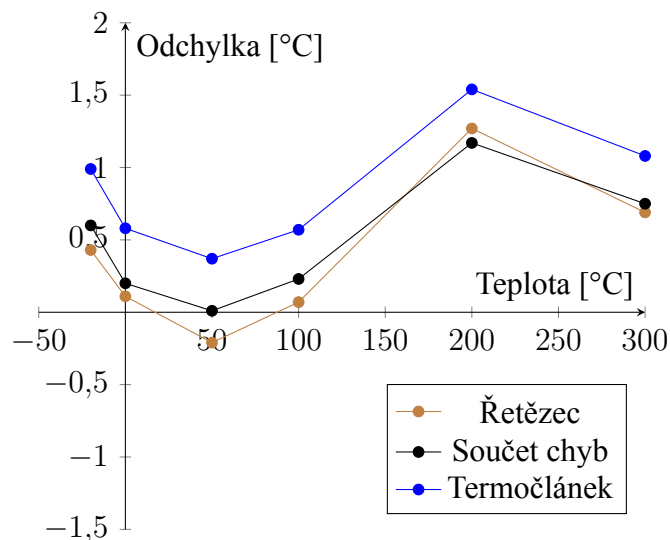 2
Odchylka [°C]
1,5
1
0,5
Teplota [°C]
−50 50 100 150 200 250 300
−0,5
Řetězec
−1
Součet chyb
Termočlánek
−1,5